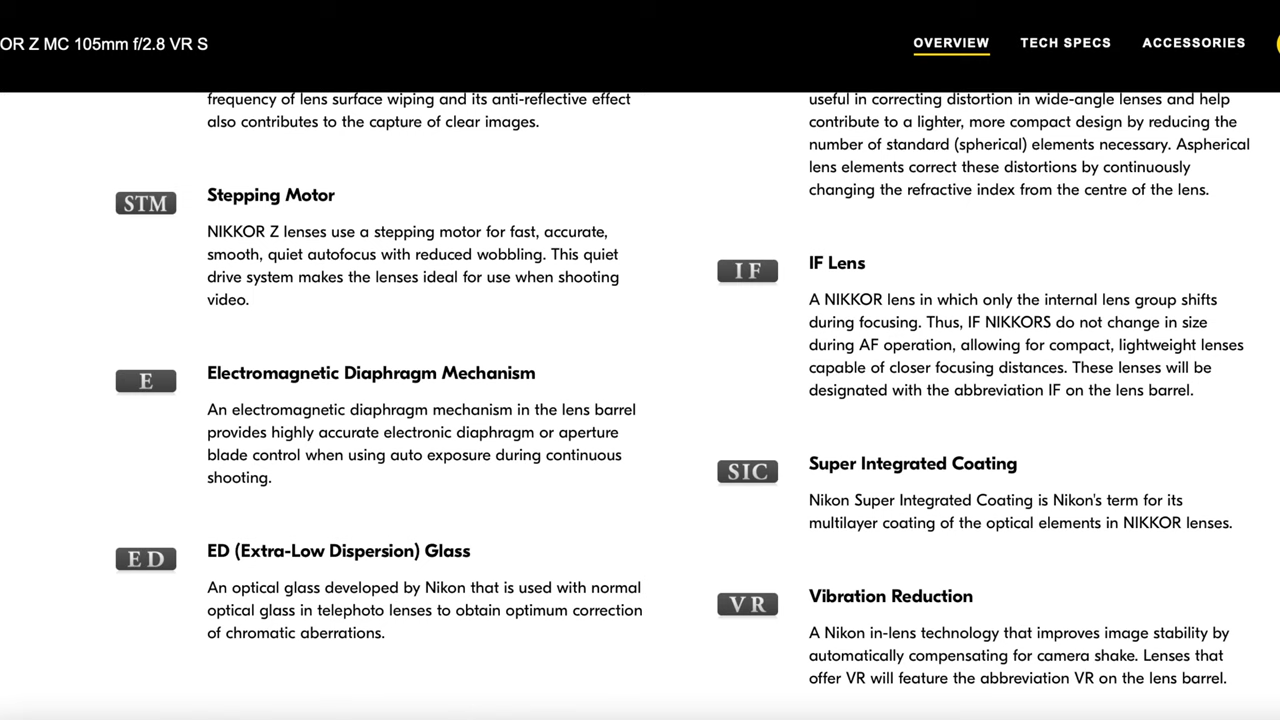 OR Z MC 105mm f/2.8 VR S
OVERVIEW
TECH SPECS
ACCESSORIES
frequency of lens surface wiping and its anti-reflective effect
also contributes to the capture of clear images.
STM
Stepping Motor
NIKKOR Z lenses use a stepping motor for fast, accurate,
smooth, quiet autofocus with reduced wobbling. This quiet
drive system makes the lenses ideal for use when shooting
video.
E
Electromagnetic Diaphragm Mechanism
An electromagnetic diaphragm mechanism in the lens barrel
provides highly accurate electronic diaphragm or aperture
blade control when using auto exposure during continuous
shooting.
ED
ED (Extra-Low Dispersion) Glass
An optical glass developed by Nikon that is used with normal
optical glass in telephoto lenses to obtain optimum correction
of chromatic aberrations.
useful in correcting distortion in wide-angle lenses and help
contribute to a lighter, more compact design by reducing the
number of standard (spherical) elements necessary. Aspherical
lens elements correct these distortions by continuously
changing the refractive index from the centre of the lens.
IF
IF Lens
A NIKKOR lens in which only the internal lens group shifts
during focusing. Thus, IF NIKKORS do not change in size
during AF operation, allowing for compact, lightweight lenses
capable of closer focusing distances. These lenses will be
designated with the abbreviation IF on the lens barrel.
SIC
Super Integrated Coating
Nikon Super Integrated Coating is Nikon's term for its
multilayer coating of the optical elements in NIKKOR lenses.
VR
Vibration Reduction
A Nikon in-lens technology that improves image stability by
automatically compensating for camera shake. Lenses that
offer VR will feature the abbreviation VR on the lens barrel.